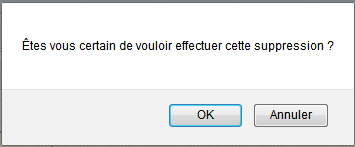 Êtes vous certain de vouloir effectuer cette suppression ?
OK Annuler